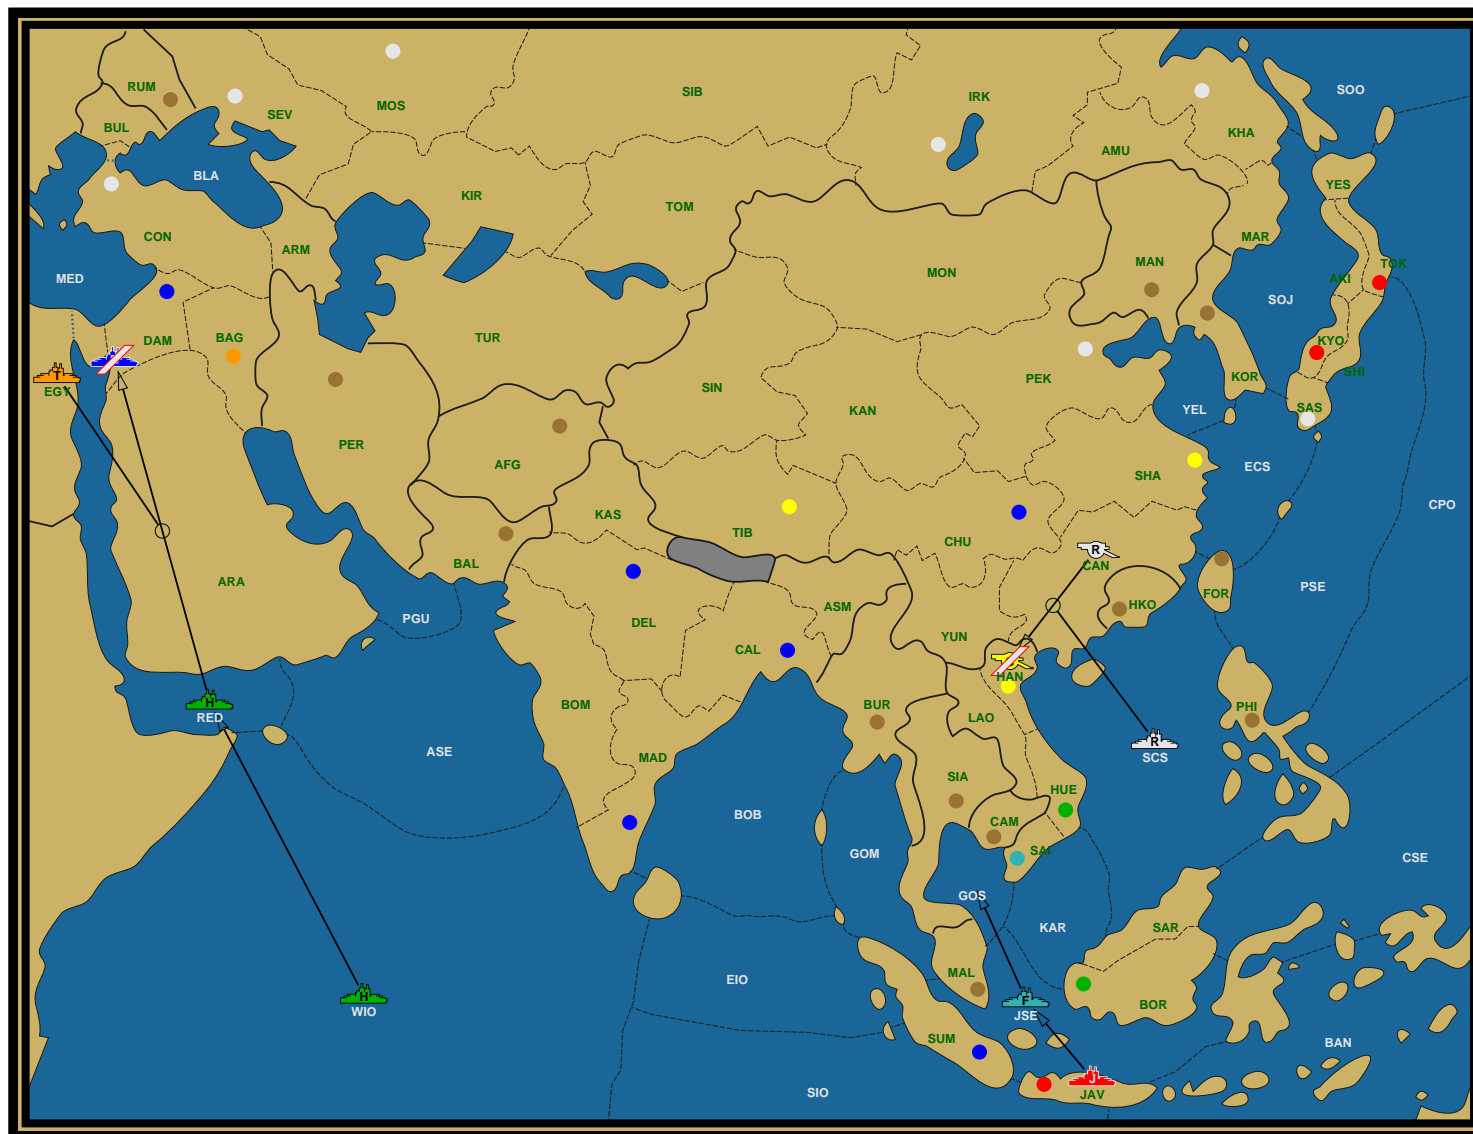 RUM
BUL
SEV
MOS
SIB
IRK
SOO
KHA
AMU
BLA
YES
KIR
TOM
CON
ARM
MAR
MED
MON
MAN
TOK
AKI
SOJ
DAM
BAG
TUR
KYO
SHI
T
EGY
PER
SIN
KAN
PEK
KOR
YEL
SAS
AFG
SHA
ECS
KAS
TIB
CHU
CPO
BAL
R
CAN
ARA
ASM
HKO
FOR
PSE
PGU
DEL
YUN
CAL
HAN
H
RED
BOM
BUR
LAO
PHI
ASE
MAD
R
SCS
SIA
HUE
BOB
CAM
SAI
GOM
CSE
GOS
KAR
SAR
EIO
MAL
H
WIO
F
JSE
BOR
SUM
BAN
SIO
J
JAV